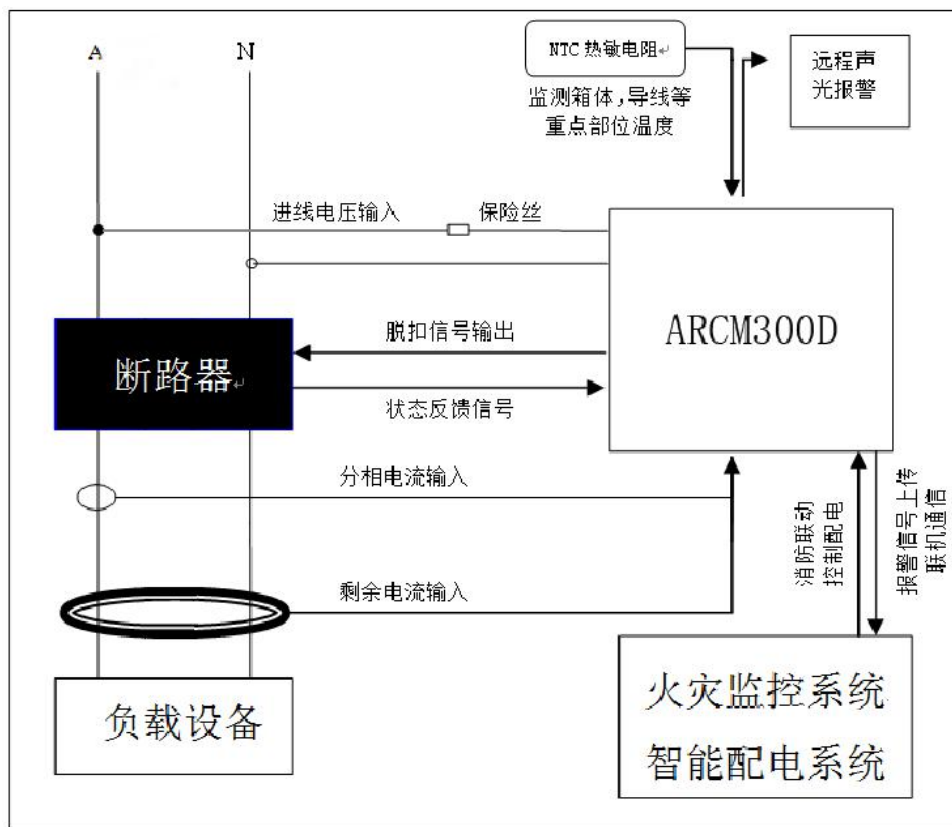 A
N
NTC 热敏电阻
监测箱体，导线等
重点部位温度
远程声
光报警
进线电压输入
保险丝
ARCM300D
脱扣信号输出
断路器
状态反馈信号
分相电流输入
消防联动
控制配电
报警信号上传
联机通信
剩余电流输入
负载设备
火灾监控系统
智能配电系统